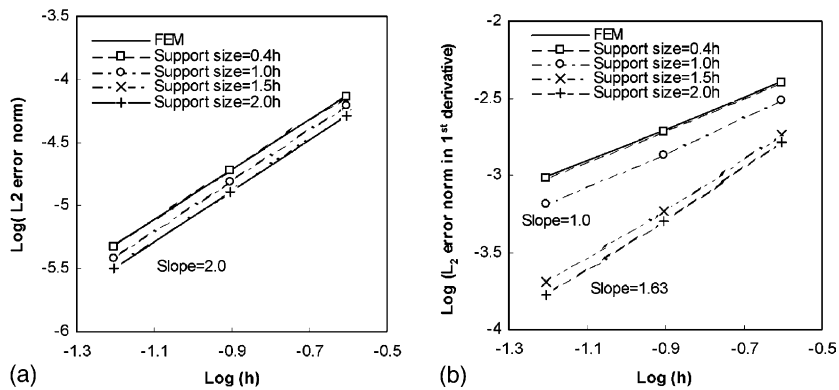 -3.5
-4
-4.5
-5
-5.5
-6
Log( L2 error norm)
FEM
Support size=0.4h
Support size=1.0h
Support size=1.5h
Support size=2.0h
Slope=2.0
-1.3
-1.1
-0.9
-0.7
-0.5
Log (h)
(a)
-2
-2.5
-3
-3.5
-4
Log (L2 error norm in 1st derivative)
FEM
Support size=0.4h
Support size=1.0h
Support size=1.5h
Support size=2.0h
Slope=1.0
Slope=1.63
-1.3
-1.1
-0.9
-0.7
-0.5
Log (h)
(b)